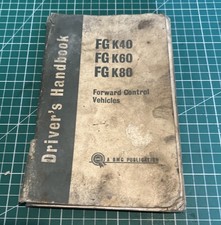 Driver's Handbook
FG K40
FG K60
FG K80
Forward Control
Vehicles
A BMC PUBLICATION